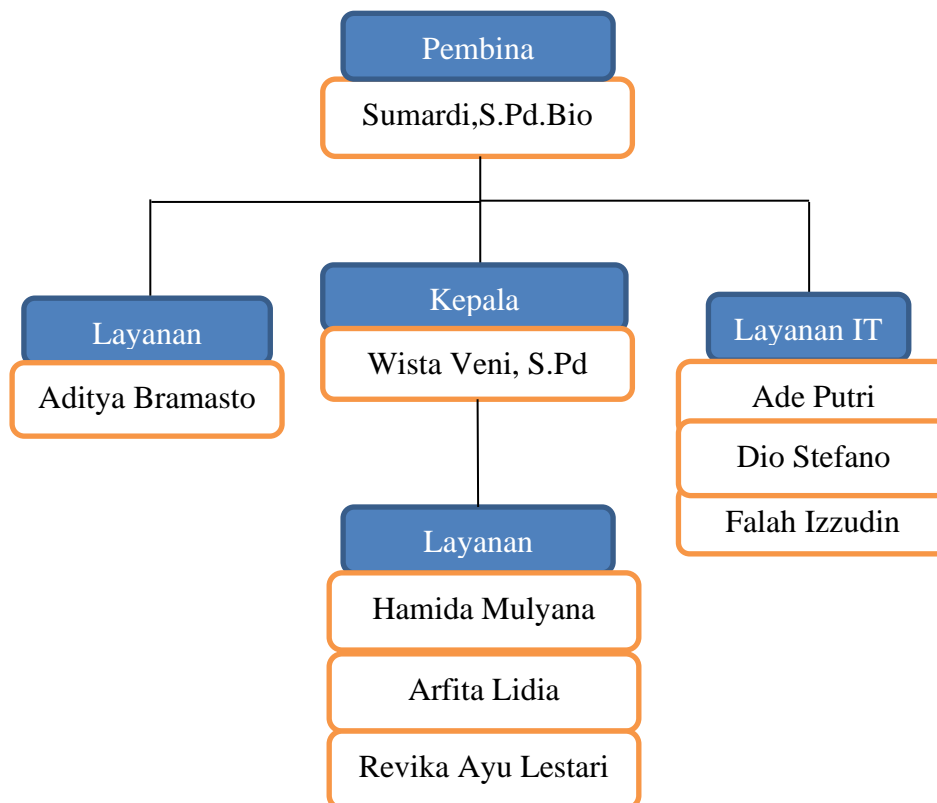 Pembina
Sumardi,S.Pd.Bio
Layanan
Aditya Bramasto
Kepala
Wista Veni, S.Pd
Layanan IT
Ade Putri
Dio Stefano
Falah Izzudin
Layanan
Hamida Mulyana
Arfita Lidia
Revika Ayu Lestari